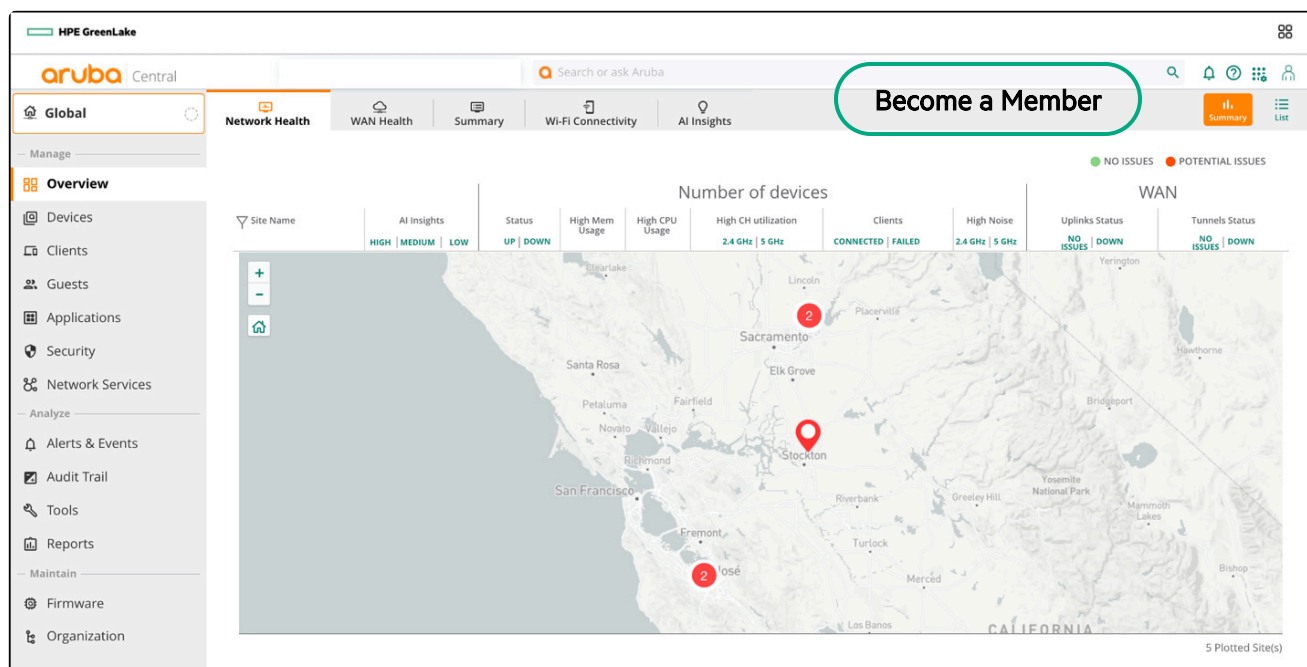 HPE GreenLake
aruba Central
Search or ask Aruba
Become a Member
Global
Network Health
WAN Health
Summary
Wi-Fi Connectivity
AI Insights
Summary
List
Manage
Overview
Devices
Clients
Guests
Applications
Security
Network Services
Analyze
Alerts & Events
Audit Trail
Tools
Reports
Maintain
Firmware
Organization
NO ISSUES
POTENTIAL ISSUES
Number of devices
WAN
Site Name
AI Insights
HIGH | MEDIUM | LOW
Status
UP | DOWN
High Mem
Usage
High CPU
Usage
High CH utilization
2.4 GHz | 5 GHz
Clients
CONNECTED | FAILED
High Noise
2.4 GHz | 5 GHz
Uplinks Status
NO
ISSUES | DOWN
Tunnels Status
NO
ISSUES | DOWN
+
−
Clearlake
Yerington
Lincoln
2
Placerville
Sacramento
Hawthorne
Santa Rosa
Elk Grove
Petaluma
Fairfield
Bridgeport
Novato
Vallejo
Richmond
Stockton
San Francisco
Riverbank
Greeley Hill
Yosemite
National Park
Mammoth
Lakes
Fremont
Turlock
2
José
Merced
Bishop
Los Banos
CALIFORNIA
5 Plotted Site(s)